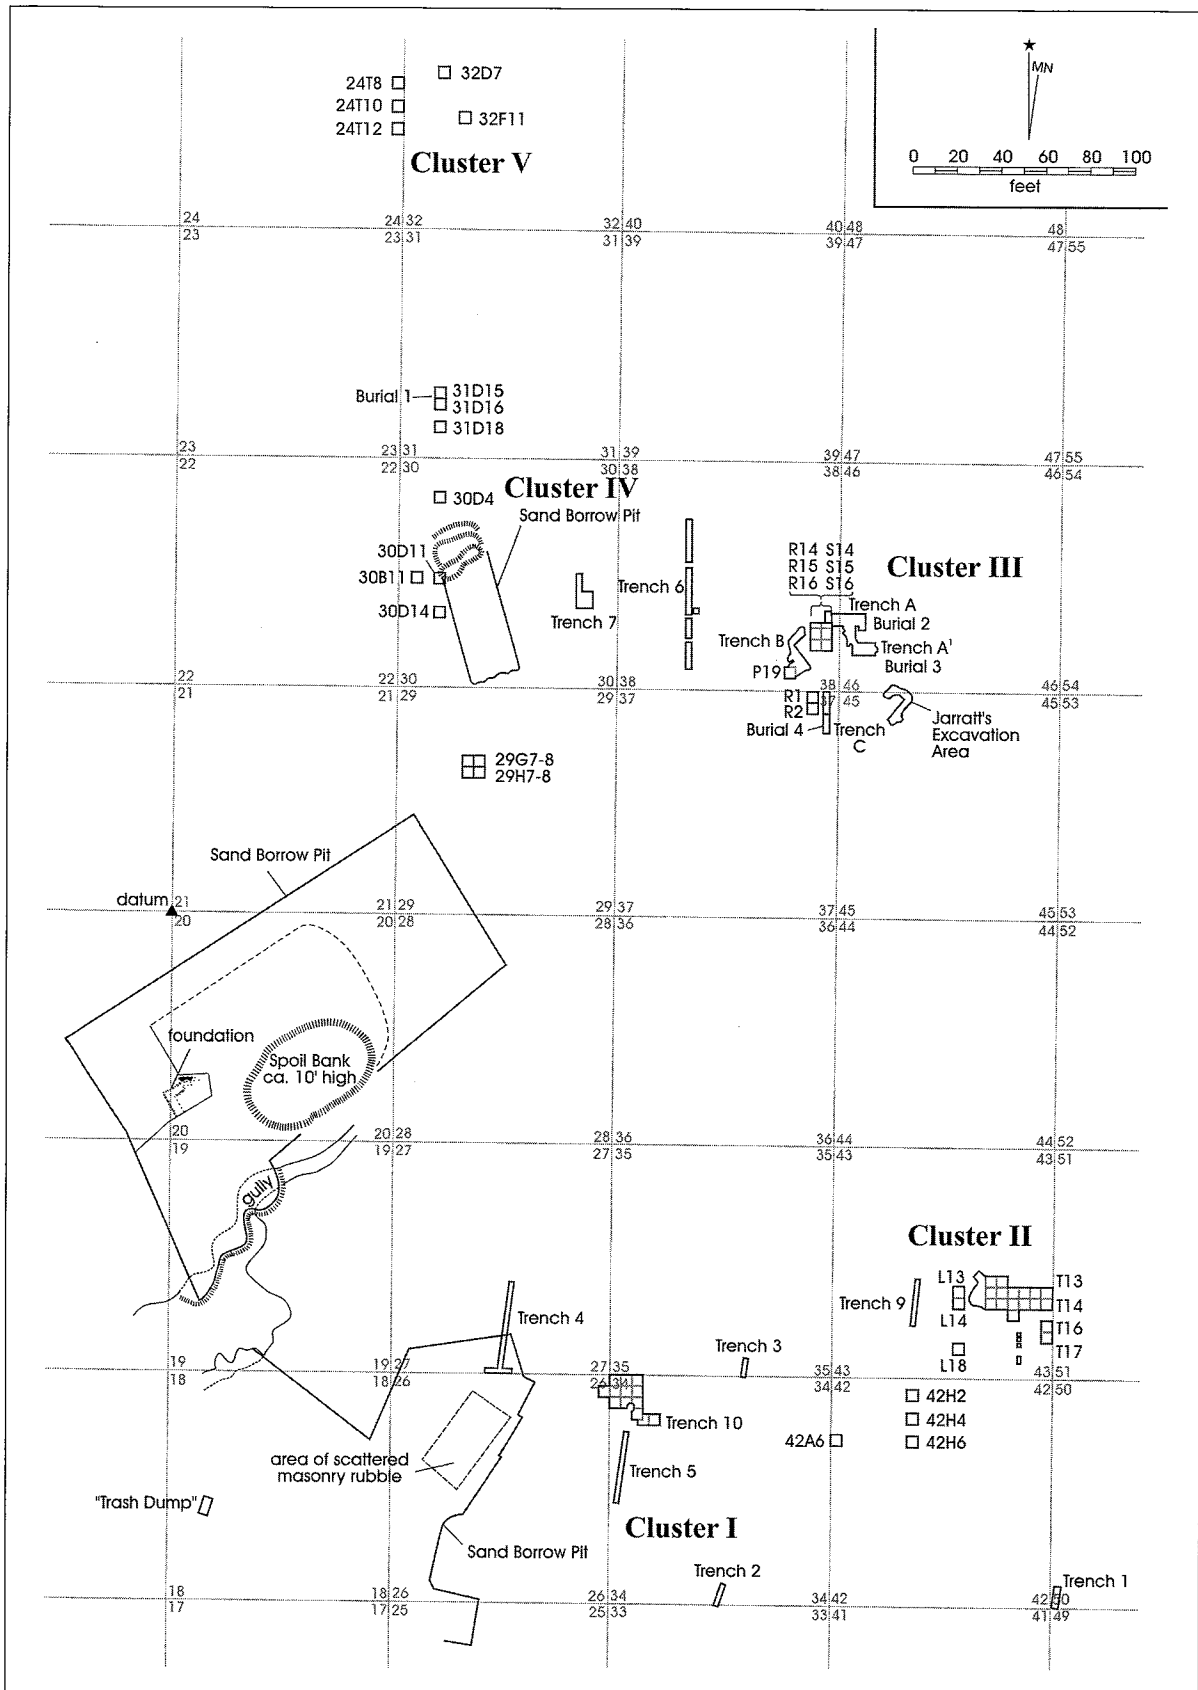 32D7
24T8
24T10
32F11
24T12
Cluster V
MN
0 20 40 60 80 100
feet
24 24|32 32|40 40|48 48
23 23|31 31|39 39|47 47|55
Burial 1
31D15
31D16
31D18
23 23|31 31|39 39|47 47|55
22 22|30 30|38 38|46 46|54
Cluster IV
30D4
Sand Borrow Pit
30D11
30B11
30D14
Trench 7
Trench 6
R14 S14
R15 S15
R16 S16
Cluster III
Trench A
Burial 2
Trench B
Trench A'
Burial 3
P19
22 22|30 30|38 38|46 46|54
21 21|29 29|37 37|45 45|53
R1
R2
Burial 4
Trench
C
Jarratt's
Excavation
Area
29G7-8
29H7-8
Sand Borrow Pit
datum
21 21|29 29|37 37|45 45|53
20 20|28 28|36 36|44 44|52
foundation
Spoil Bank
ca. 10' high
20 20|28 28|36 36|44 44|52
19 19|27 27|35 35|43 43|51
gully
Cluster II
L13
T13
Trench 9
T14
L14
T16
T17
L18
Trench 4
Trench 3
19 19|27 27|35 35|43 43|51
18 18|26 26|34 34|42 42|50
42H2
42H4
42H6
42A6
Trench 10
area of scattered
masonry rubble
Trench 5
"Trash Dump"
Cluster I
Sand Borrow Pit
Trench 2
Trench 1
18 18|26 26|34 34|42 42|50
17 17|25 25|33 33|41 41|49